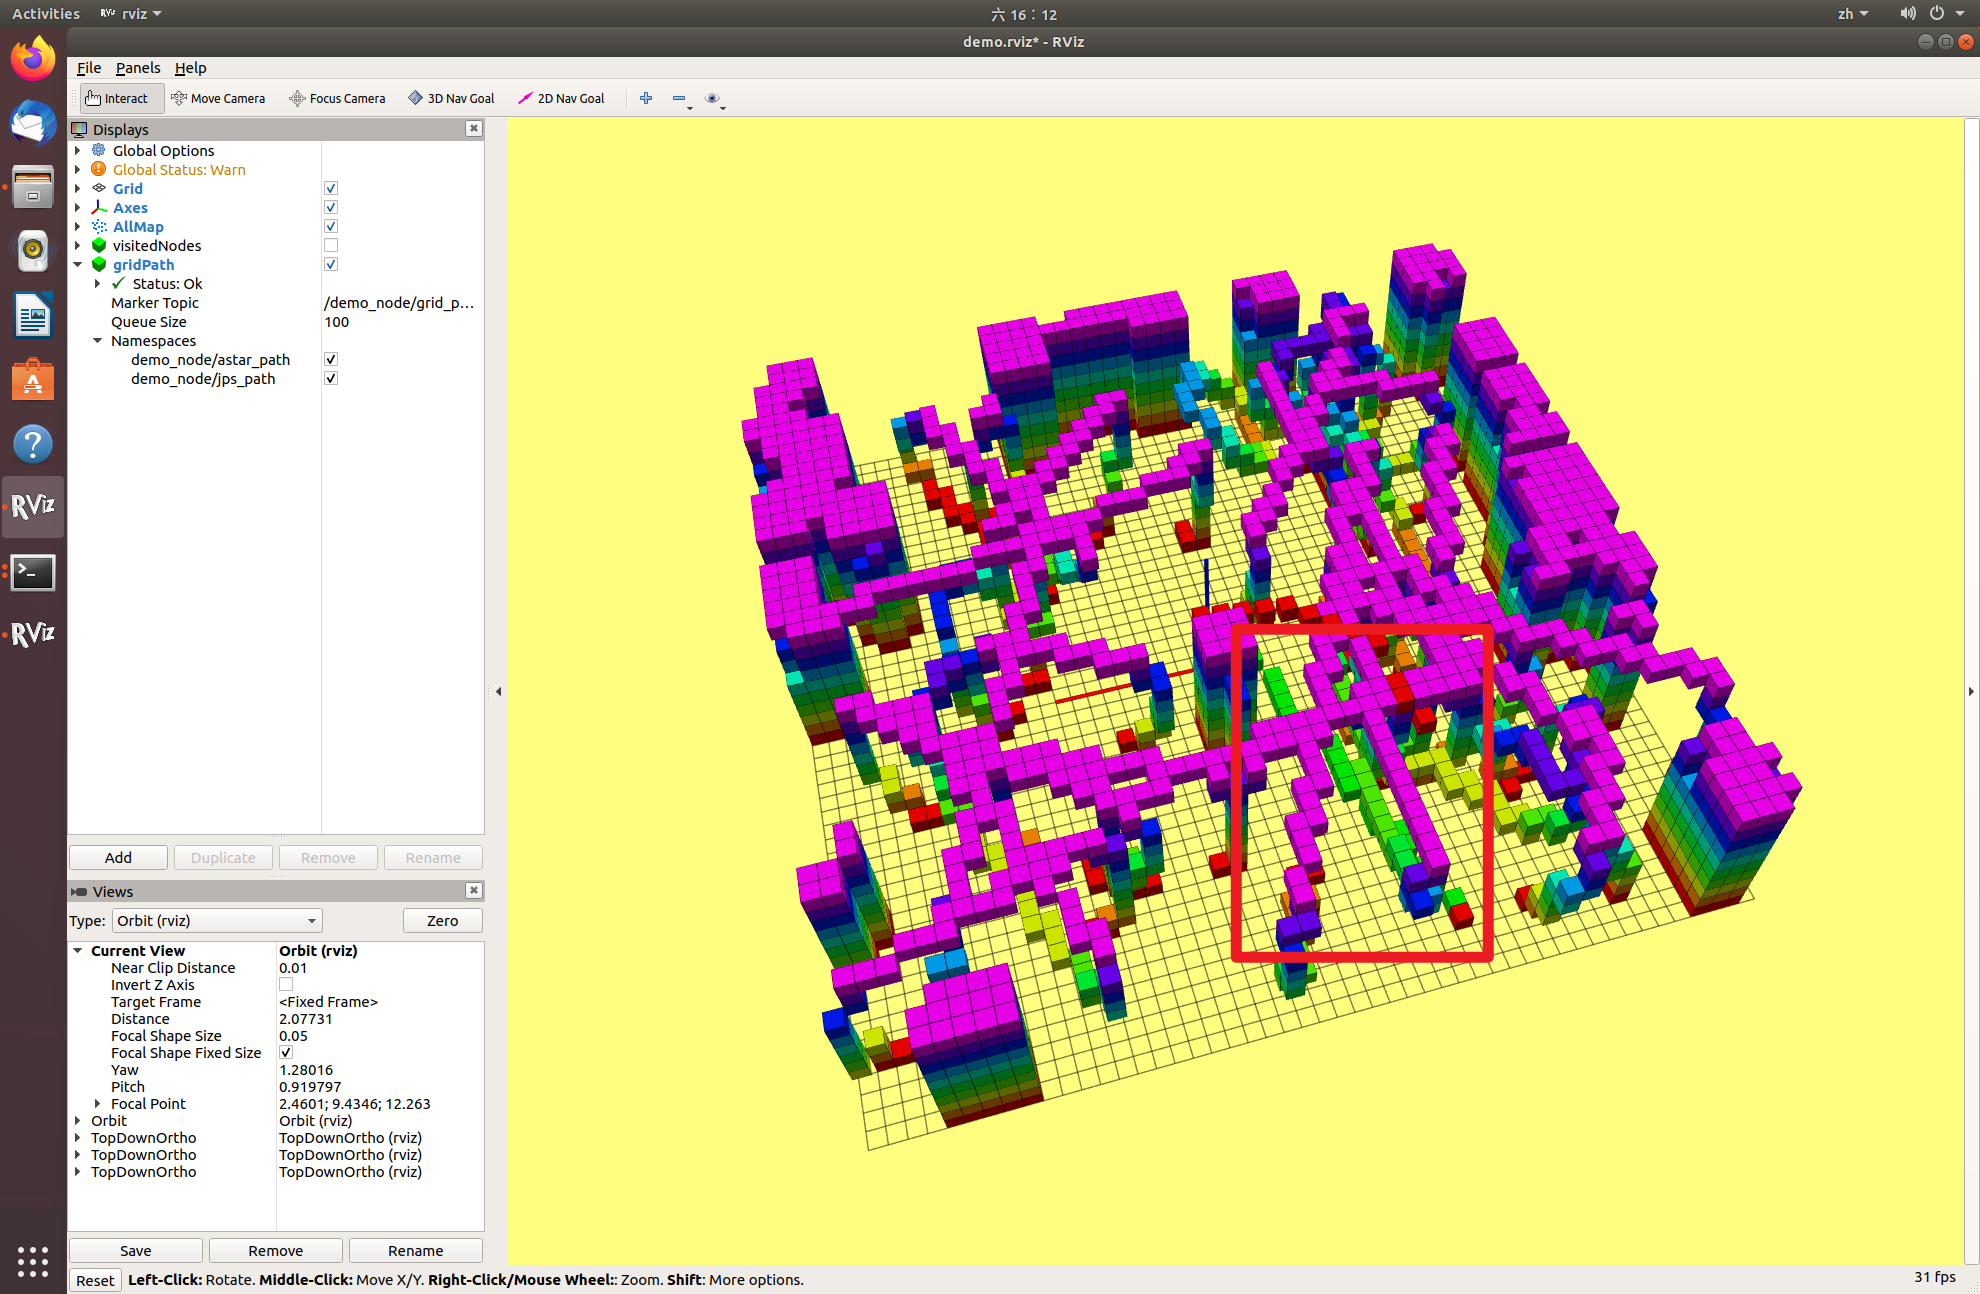 Activities rviz 六 16：12 zh
demo.rviz* - RViz
File Panels Help
Interact Move Camera Focus Camera 3D Nav Goal 2D Nav Goal
Displays
Global Options
Global Status: Warn
Grid
Axes
AllMap
visitedNodes
gridPath
Status: Ok
Marker Topic /demo_node/grid_p...
Queue Size 100
Namespaces
demo_node/astar_path
demo_node/jps_path
RViz
RViz
Add Duplicate Remove Rename
Views
Type: Orbit (rviz) Zero
Current View Orbit (rviz)
Near Clip Distance 0.01
Invert Z Axis
Target Frame <Fixed Frame>
Distance 2.07731
Focal Shape Size 0.05
Focal Shape Fixed Size
Yaw 1.28016
Pitch 0.919797
Focal Point 2.4601; 9.4346; 12.263
Orbit Orbit (rviz)
TopDownOrtho TopDownOrtho (rviz)
TopDownOrtho TopDownOrtho (rviz)
TopDownOrtho TopDownOrtho (rviz)
Save Remove Rename
Reset Left-Click: Rotate. Middle-Click: Move X/Y. Right-Click/Mouse Wheel:: Zoom. Shift: More options. 31 fps